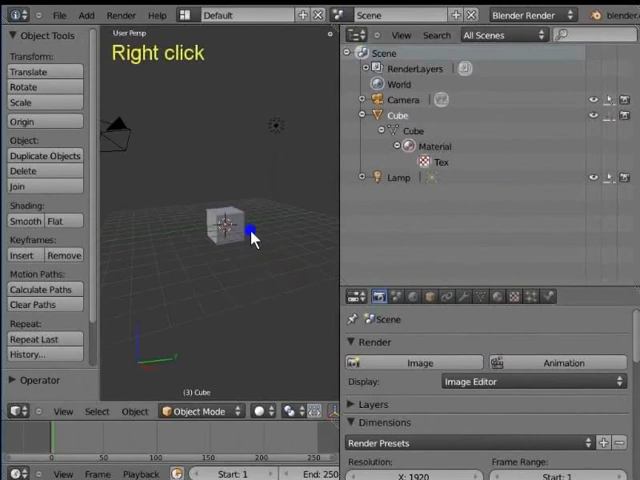 File Add Render Help Default Scene Blender Render blender.
Object Tools
User Persp
Right click
View Search All Scenes
Transform:
Translate
Rotate
Scale
Origin
Object:
Duplicate Objects
Delete
Join
Shading:
Smooth Flat
Keyframes:
Insert Remove
Motion Paths:
Calculate Paths
Clear Paths
Repeat:
Repeat Last
History...
Operator
(3) Cube
Scene
RenderLayers
World
Camera
Cube
Cube
Material
Tex
Lamp
Scene
Render
Image Animation
Display: Image Editor
Layers
Dimensions
Render Presets
Resolution: Frame Range:
X: 1920 Start: 1
View Select Object Object Mode
0 50 100 150 200 250
View Frame Playback Start: 1 End: 250